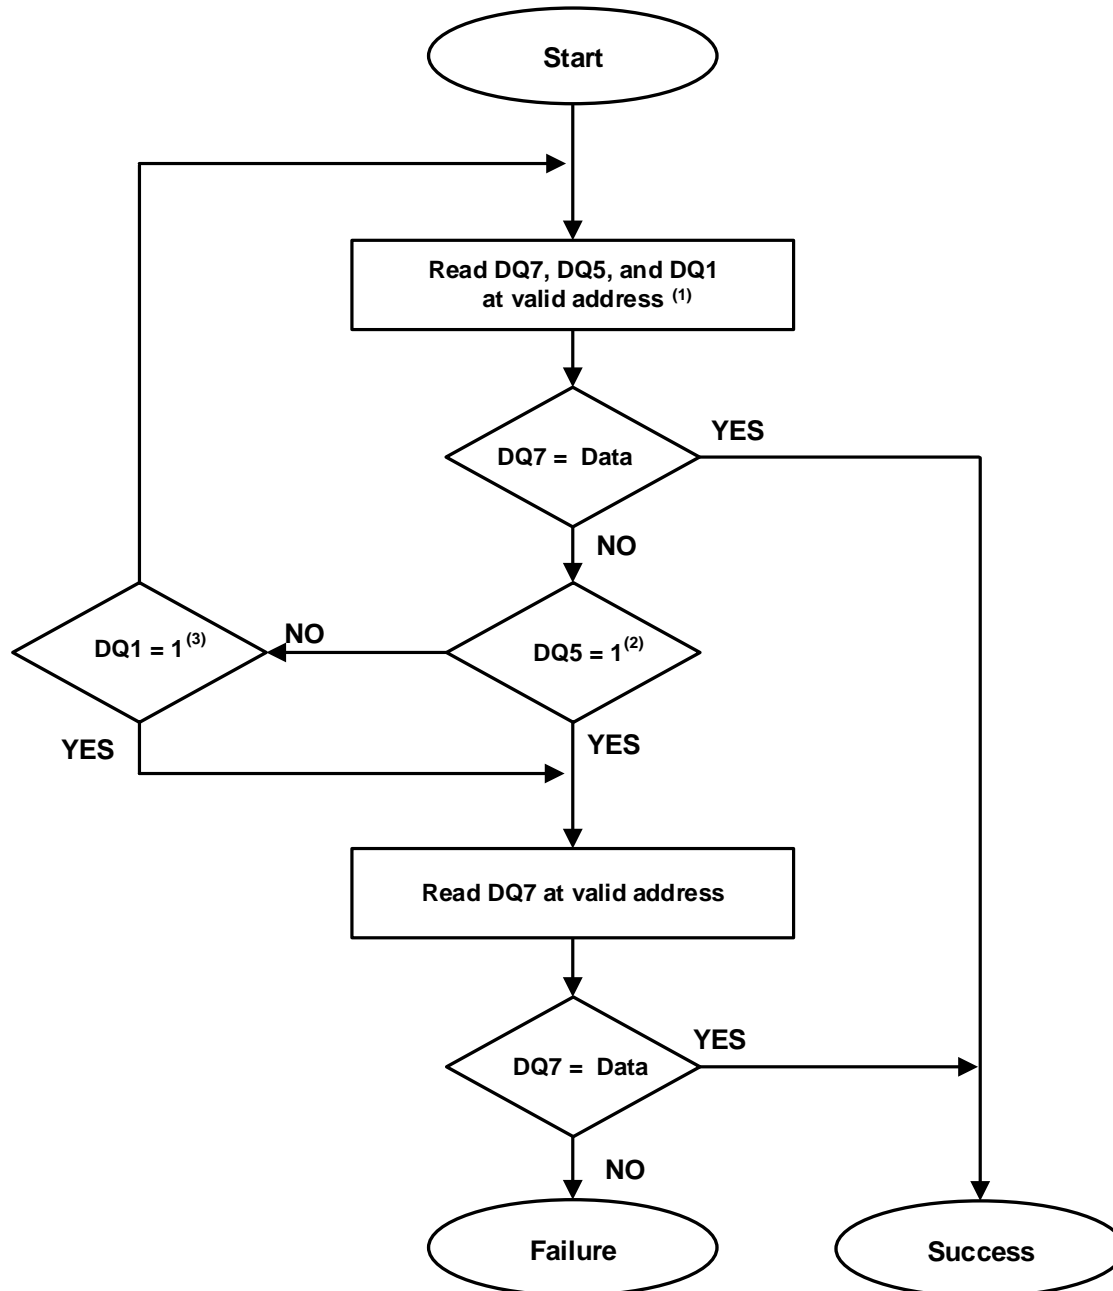 Start
Read DQ7, DQ5, and DQ1
at valid address (1)
DQ7 = Data
YES
NO
DQ1 = 1(3)
NO
DQ5 = 1(2)
YES
YES
Read DQ7 at valid address
DQ7 = Data
YES
NO
Failure
Success